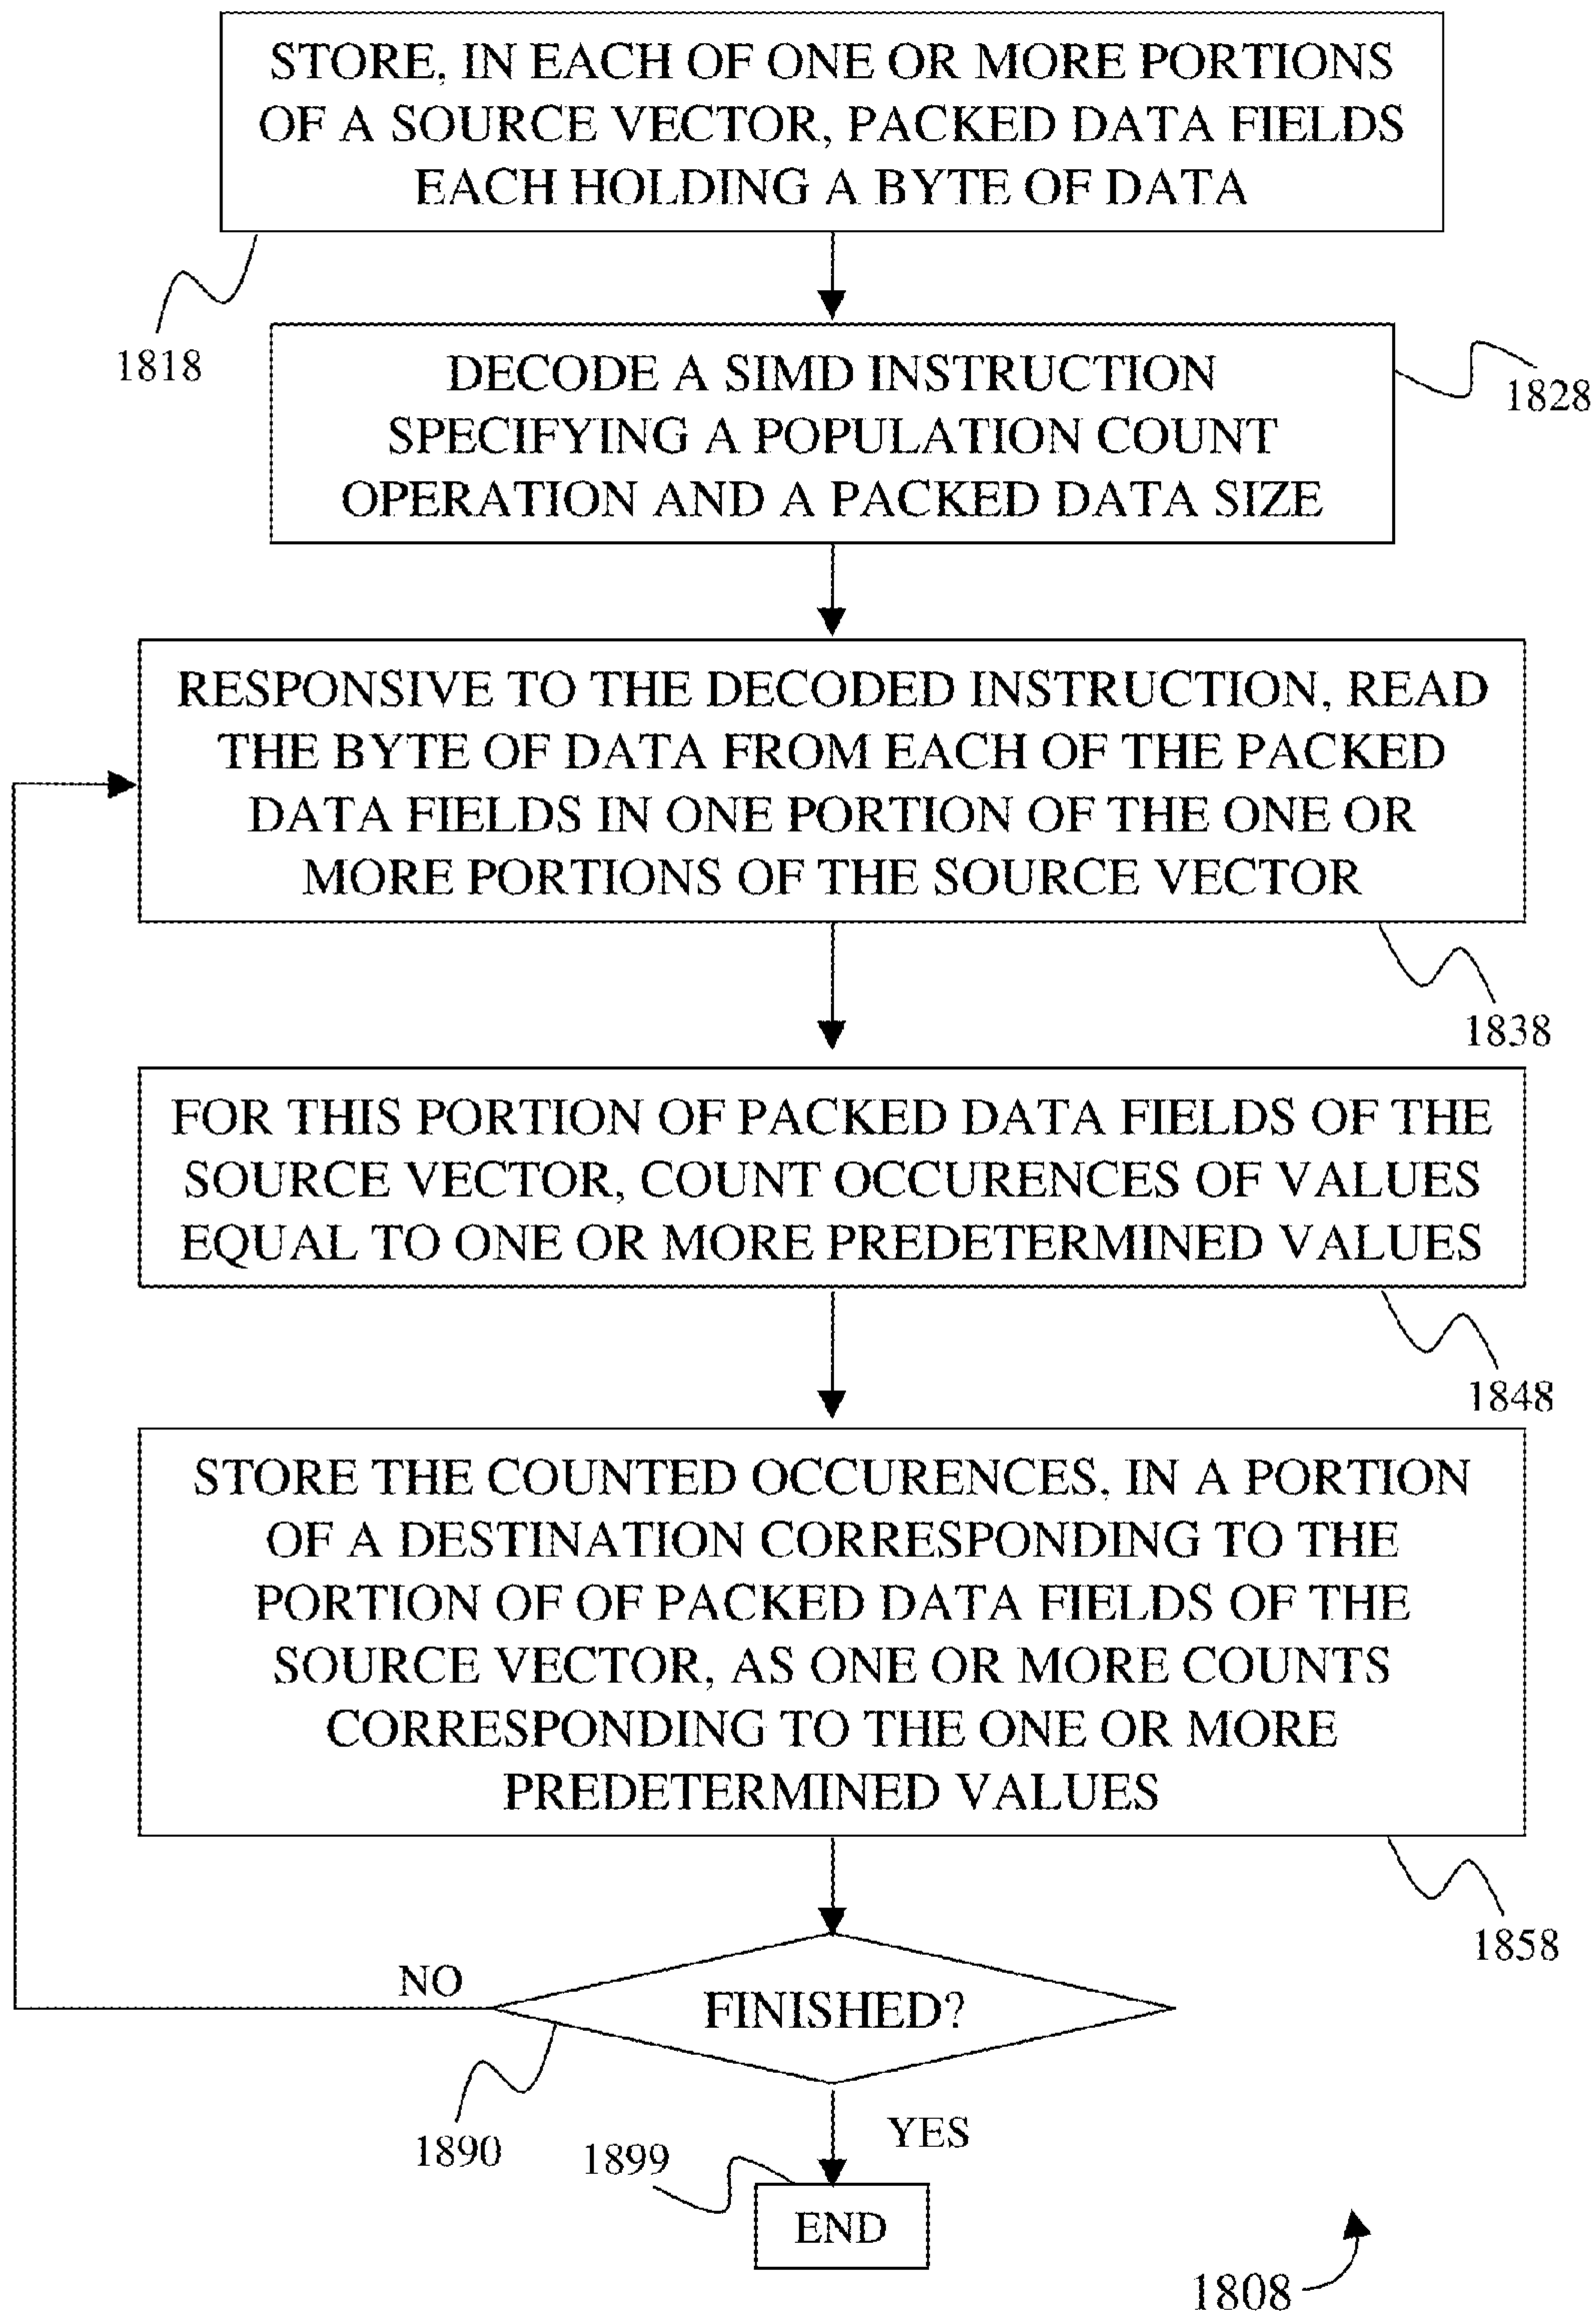 STORE, IN EACH OF ONE OR MORE PORTIONS
OF A SOURCE VECTOR, PACKED DATA FIELDS
EACH HOLDING A BYTE OF DATA
1818
DECODE A SIMD INSTRUCTION
SPECIFYING A POPULATION COUNT
OPERATION AND A PACKED DATA SIZE
1828
RESPONSIVE TO THE DECODED INSTRUCTION, READ
THE BYTE OF DATA FROM EACH OF THE PACKED
DATA FIELDS IN ONE PORTION OF THE ONE OR
MORE PORTIONS OF THE SOURCE VECTOR
1838
FOR THIS PORTION OF PACKED DATA FIELDS OF THE
SOURCE VECTOR, COUNT OCCURENCES OF VALUES
EQUAL TO ONE OR MORE PREDETERMINED VALUES
1848
STORE THE COUNTED OCCURENCES, IN A PORTION
OF A DESTINATION CORRESPONDING TO THE
PORTION OF OF PACKED DATA FIELDS OF THE
SOURCE VECTOR, AS ONE OR MORE COUNTS
CORRESPONDING TO THE ONE OR MORE
PREDETERMINED VALUES
1858
NO
FINISHED?
1890
YES
1899
END
1808